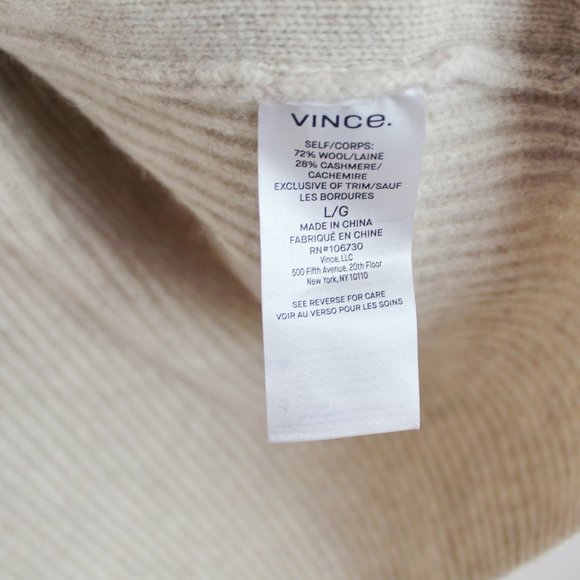 VINCe.
SELF/CORPS:
72% WOOL/LAINE
28% CASHMERE/
CACHEMIRE
EXCLUSIVE OF TRIM/SAUF
LES BORDURES
L/G
MADE IN CHINA
FABRIQUÉ EN CHINE
RN#106730
Vince, LLC
500 Fifth Avenue, 20th Floor
New York, NY 10110
SEE REVERSE FOR CARE
VOIR AU VERSO POUR LES SOINS